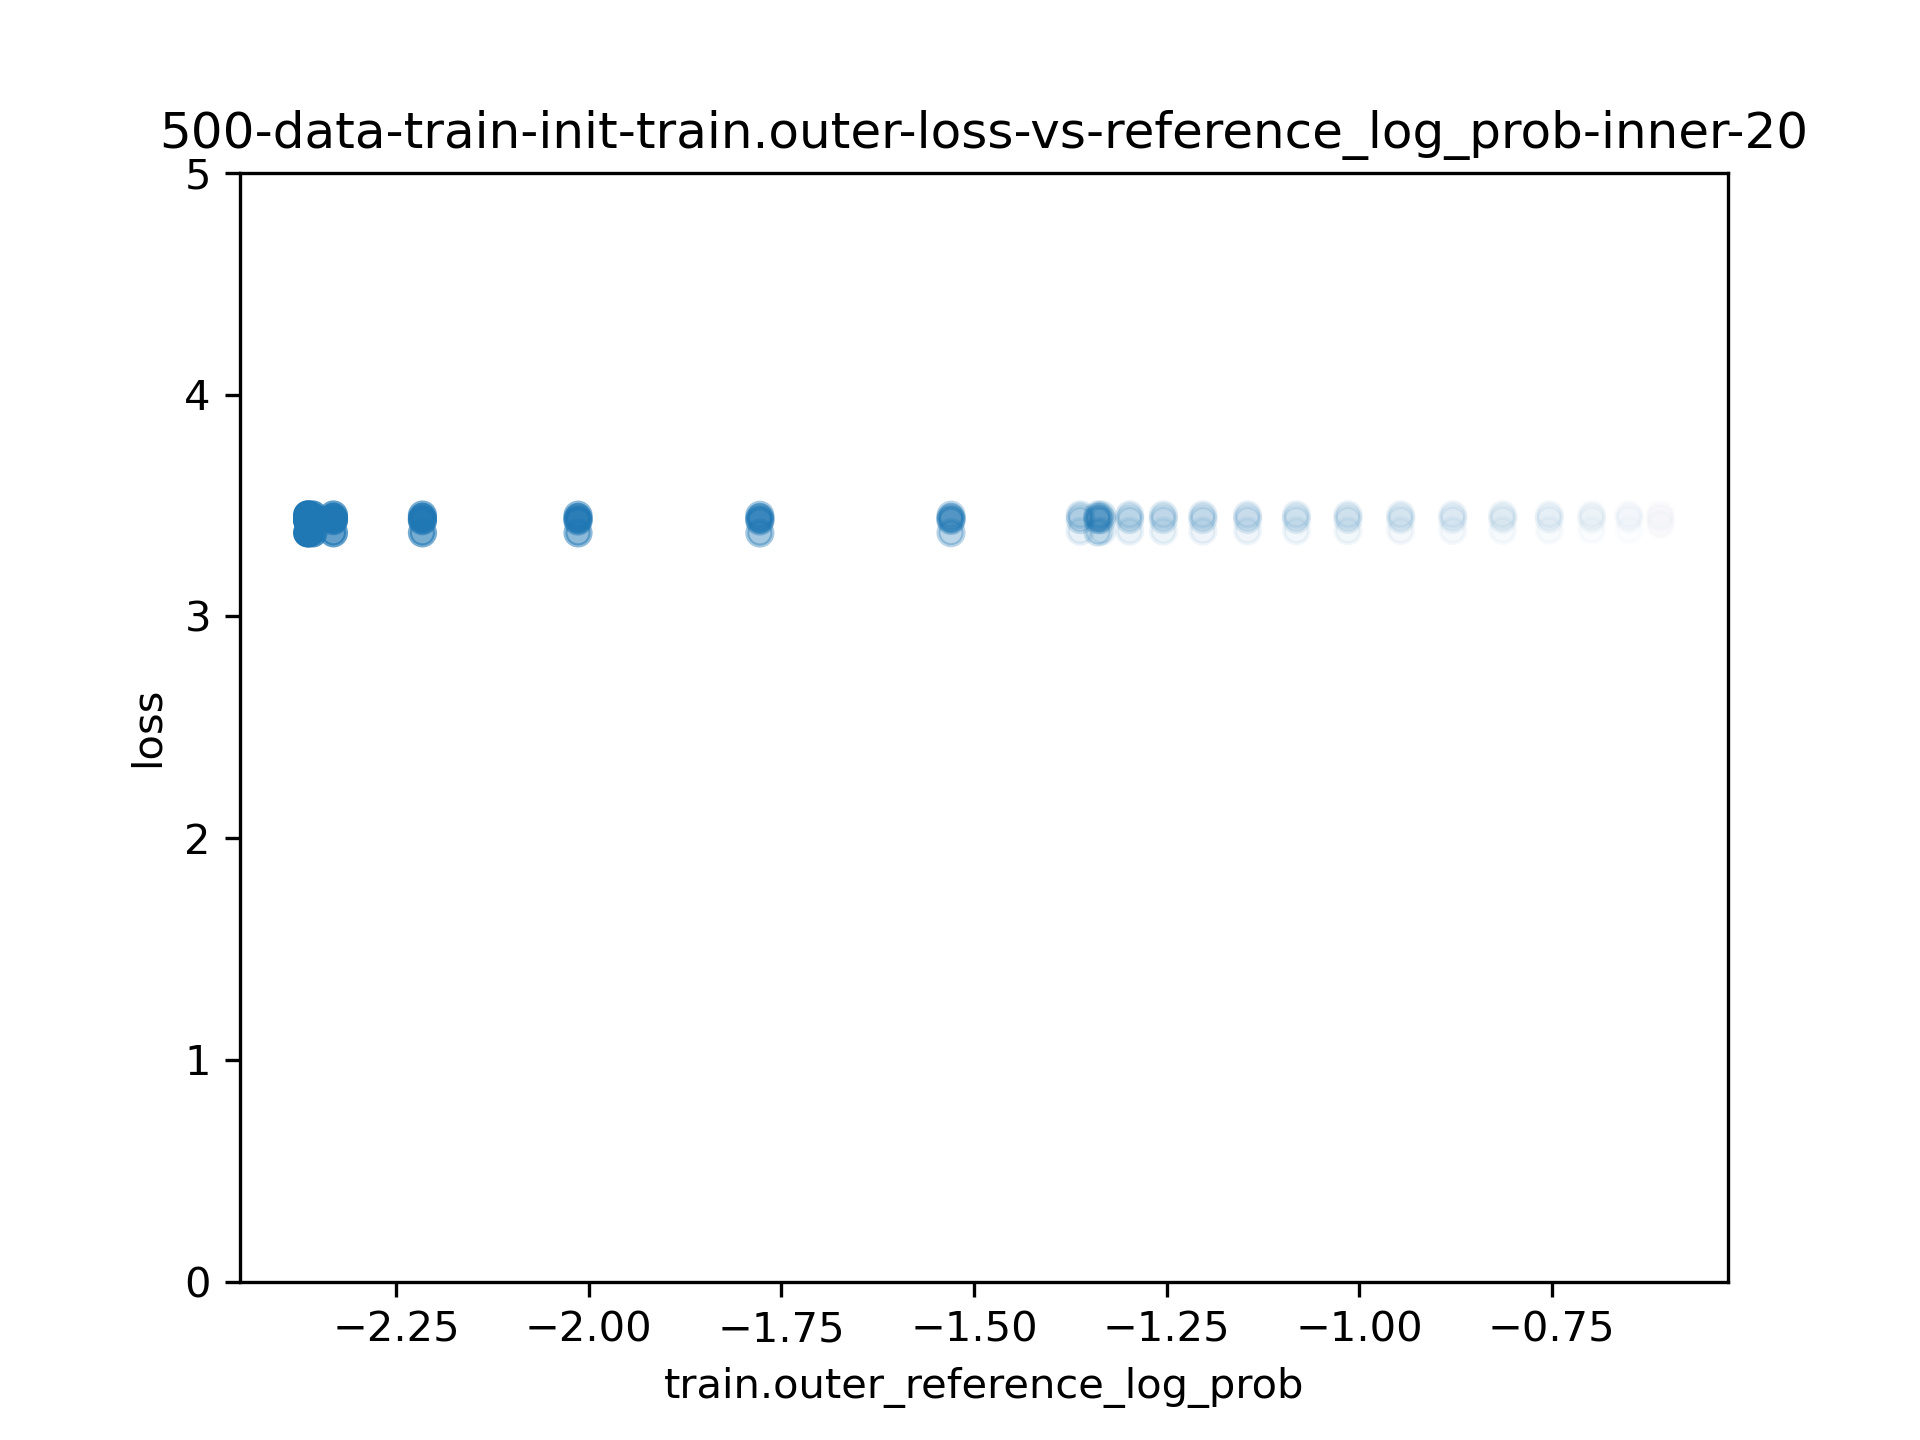 500-data-train-init-train.outer-loss-vs-reference_log_prob-inner-20
5
4
3
2
1
0
loss
−2.25 −2.00 −1.75 −1.50 −1.25 −1.00 −0.75
train.outer_reference_log_prob